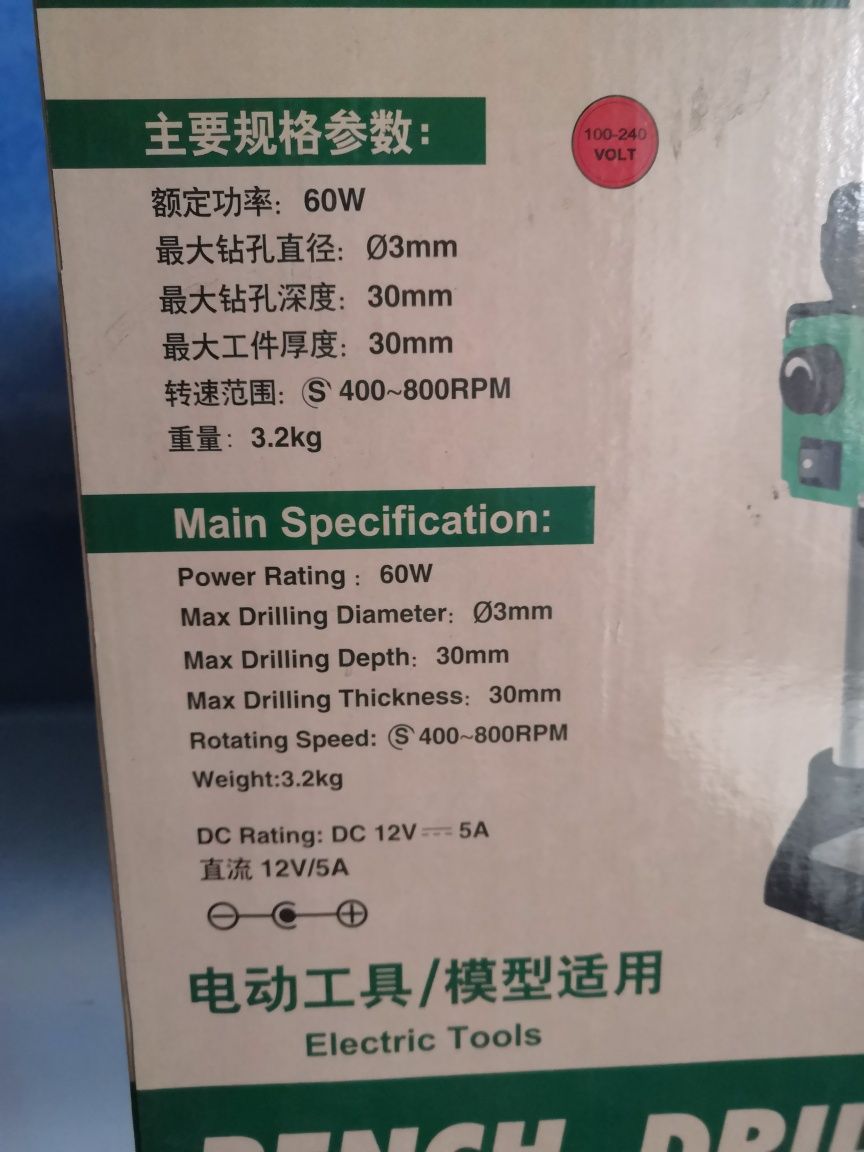 主要规格参数:
100-240
VOLT
额定功率: 60W
最大钻孔直径: Ø3mm
最大钻孔深度: 30mm
最大工件厚度: 30mm
转速范围: Ⓢ 400~800RPM
重量: 3.2kg
Main Specification:
Power Rating : 60W
Max Drilling Diameter: Ø3mm
Max Drilling Depth: 30mm
Max Drilling Thickness: 30mm
Rotating Speed: Ⓢ 400~800RPM
Weight:3.2kg
DC Rating: DC 12V⎓5A
直流 12V/5A
电动工具/模型适用
Electric Tools
BENCH